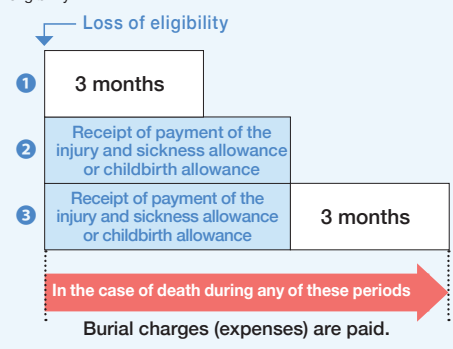 Loss of eligibility
1
3 months
2
Receipt of payment of the
injury and sickness allowance
or childbirth allowance
3
Receipt of payment of the
injury and sickness allowance
or childbirth allowance
3 months
In the case of death during any of these periods
Burial charges (expenses) are paid.